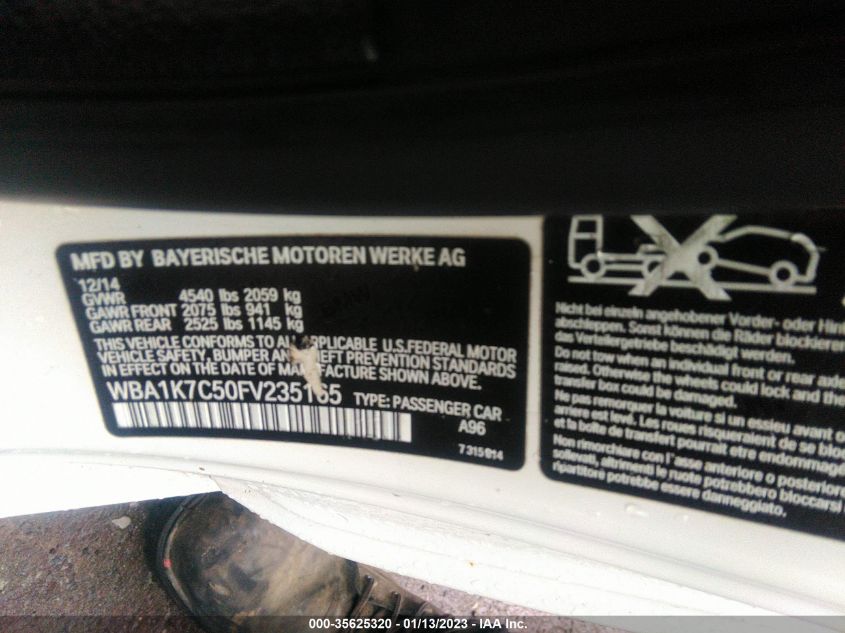 MFD BY BAYERISCHE MOTOREN WERKE AG
12/14
GVWR 4540 lbs 2059 kg
GAWR FRONT 2075 lbs 941 kg
GAWR REAR 2525 lbs 1145 kg
THIS VEHICLE CONFORMS TO ALL APPLICABLE U.S.FEDERAL MOTOR
VEHICLE SAFETY, BUMPER AND THEFT PREVENTION STANDARDS
IN EFFECT ON THE DATE OF MANUFACTURE SHOWN ABOVE.
WBA1K7C50FV235165 TYPE: PASSENGER CAR
A96
7315014
Nicht bei einzeln angehobener Vorder- oder Hin
abschleppen. Sonst können die Räder blockieren
das Verteilergetriebe beschädigt werden.
Do not tow when an individual front or rear axle
raised. Otherwise the wheels could lock and the
transfer box could be damaged.
Ne pas remorquer la voiture si un essieu avant o
arrière est levé. Les roues risqueraient de se bloc
et la boîte de transfert pourrait etre endommagé
Non rimorchiare con l'asse anteriore o posteriore
sollevati, altrimenti le ruote potrebbero bloccarsi
ripartitore potrebbe essere danneggiato.
000-35625320 - 01/13/2023 - IAA Inc.